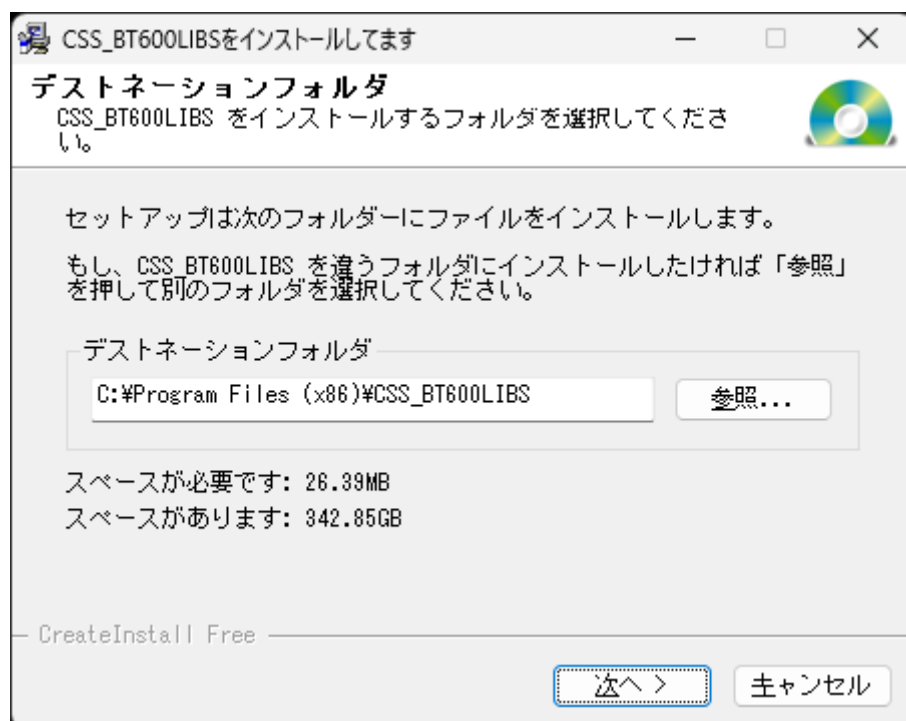 CSS_BT600LIBSをインストールしてます
デストネーションフォルダ
CSS_BT600LIBS をインストールするフォルダを選択してくださ
い。
セットアップは次のフォルダーにファイルをインストールします。
もし、CSS_BT600LIBS を違うフォルダにインストールしたければ「参照」
を押して別のフォルダを選択してください。
デストネーションフォルダ
C:¥Program Files (x86)¥CSS_BT600LIBS
参照...
スペースが必要です: 26.39MB
スペースがあります: 342.85GB
CreateInstall Free
次へ >
キャンセル